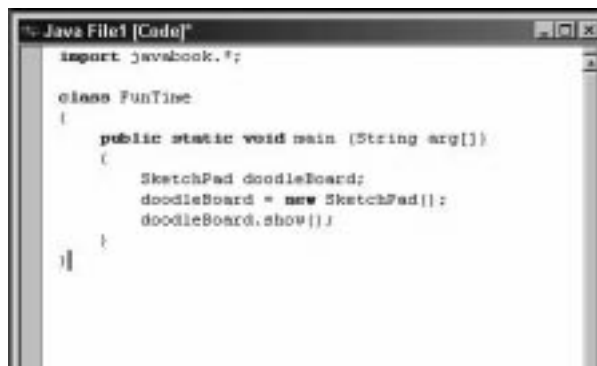 Java File1 [Code]*
import javabook.*;
class FunTime
{
public static void main (String arg[])
{
SketchPad doodleBoard;
doodleBoard = new SketchPad();
doodleBoard.show();
}
}